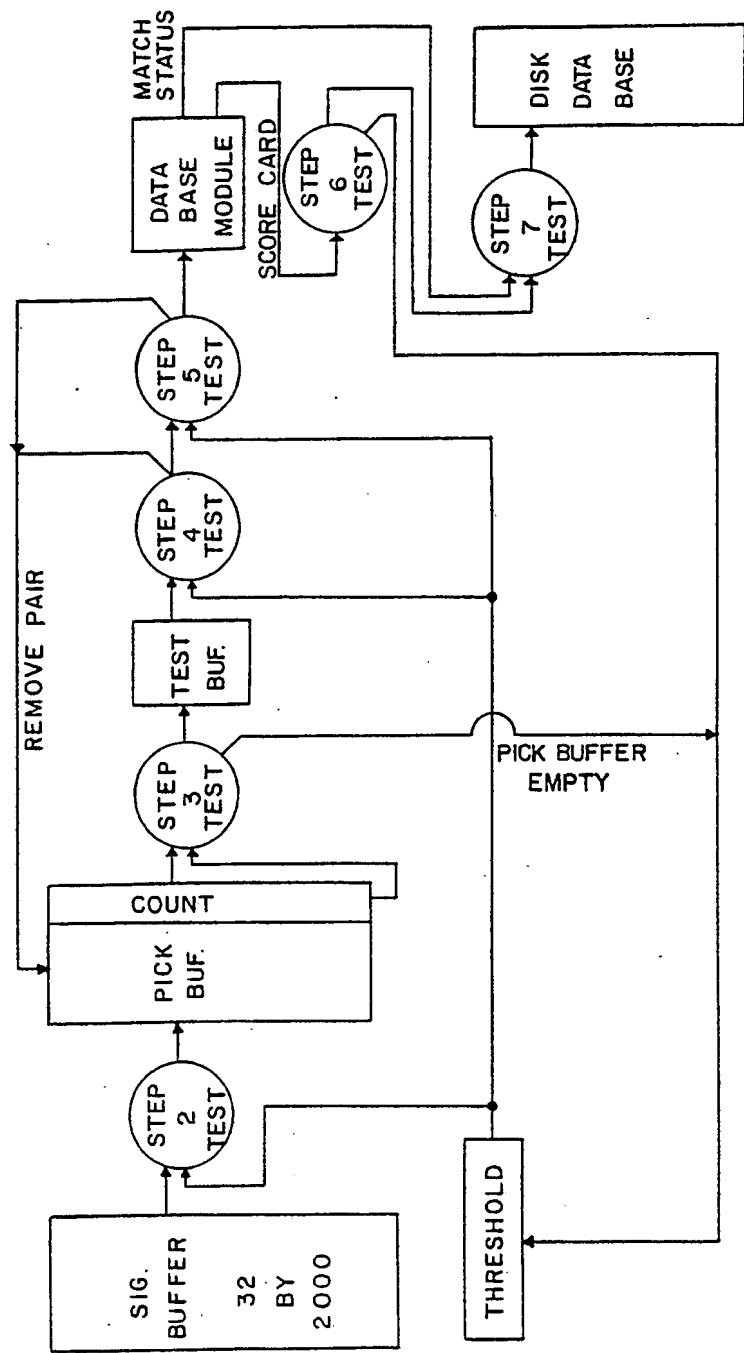 SIG.
BUFFER
32
BY
2000
STEP
2
TEST
PICK
BUF.
COUNT
REMOVE PAIR
STEP
3
TEST
TEST
BUF.
STEP
4
TEST
STEP
5
TEST
DATA
BASE
MODULE
MATCH
STATUS
SCORE CARD
STEP
6
TEST
STEP
7
TEST
DISK
DATA
BASE
PICK BUFFER
EMPTY
THRESHOLD